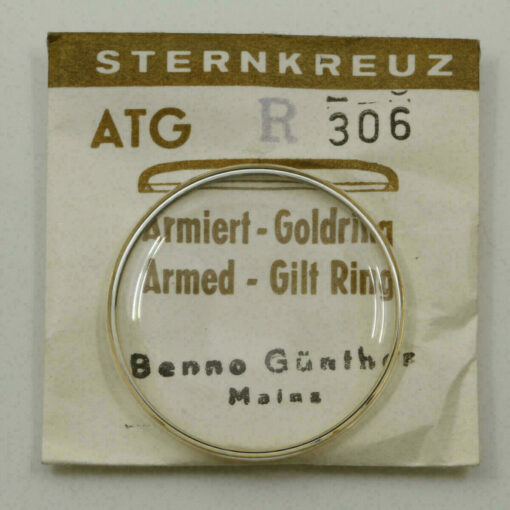 STERNKREUZ
ATG R 306
Armiert - Goldring
Armed - Gilt Ring
Benno Günther
Mainz